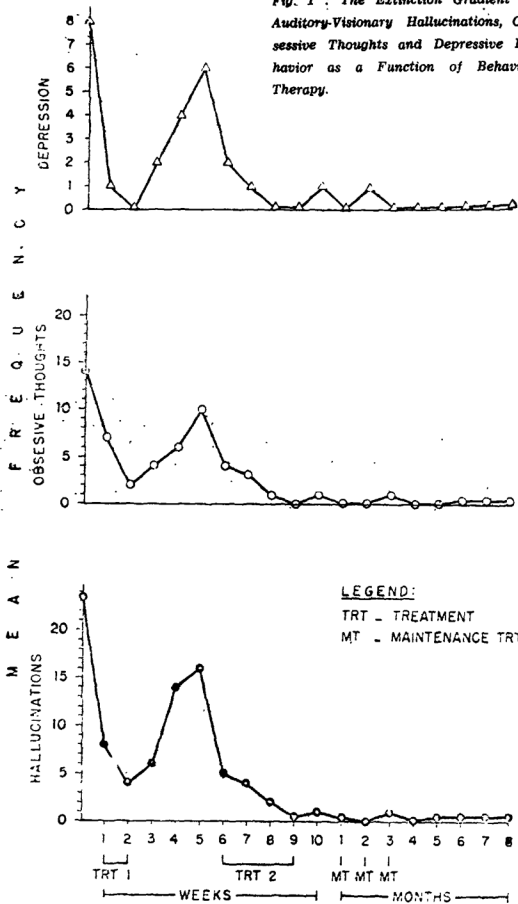 Fig. 1 : The Extinction Gradient
Auditory-Visionary Hallucinations,
sessive Thoughts and Depressive
havior as a Function of
Therapy.
MEAN FREQUENCY
DEPRESSION
8
7
6
5
4
3
2
1
0
OBSESIVE THOUGHTS
20
15
10
5
0
HALLUCINATIONS
20
15
10
5
0
LEGEND:
TRT - TREATMENT
MT - MAINTENANCE TRT
1 2 3 4 5 6 7 8 9 10 1 2 3 4 5 6 7 8
TRT 1 TRT 2 MT MT MT
WEEKS MONTHS